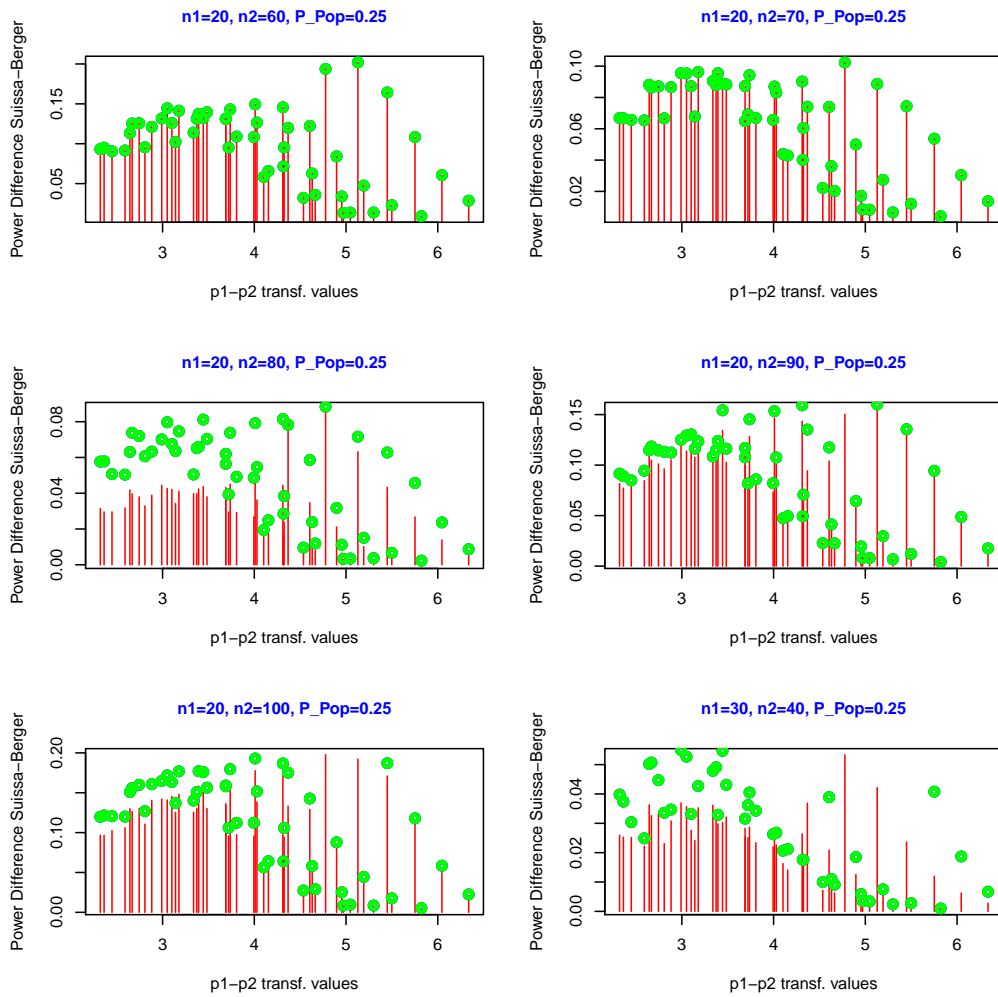 n1=20, n2=60, P_Pop=0.25
Power Difference Suissa−Berger
0.05
0.15
3
4
5
6
p1−p2 transf. values
n1=20, n2=70, P_Pop=0.25
Power Difference Suissa−Berger
0.02
0.06
0.10
3
4
5
6
p1−p2 transf. values
n1=20, n2=80, P_Pop=0.25
Power Difference Suissa−Berger
0.00
0.04
0.08
3
4
5
6
p1−p2 transf. values
n1=20, n2=90, P_Pop=0.25
Power Difference Suissa−Berger
0.00
0.05
0.10
0.15
3
4
5
6
p1−p2 transf. values
n1=20, n2=100, P_Pop=0.25
Power Difference Suissa−Berger
0.00
0.10
0.20
3
4
5
6
p1−p2 transf. values
n1=30, n2=40, P_Pop=0.25
Power Difference Suissa−Berger
0.00
0.02
0.04
3
4
5
6
p1−p2 transf. values